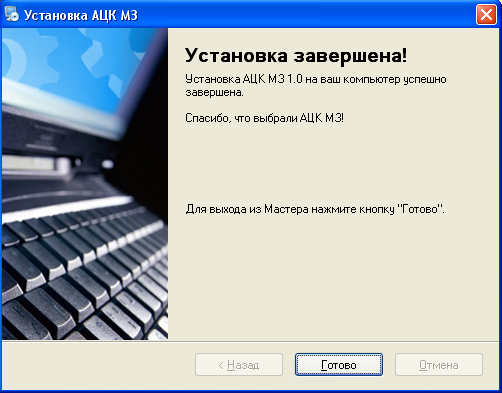 Установка АЦК МЗ
Установка завершена!
Установка АЦК МЗ 1.0 на ваш компьютер успешно
завершена.
Спасибо, что выбрали АЦК МЗ!
Для выхода из Мастера нажмите кнопку "Готово".
< Назад
Готово
Отмена